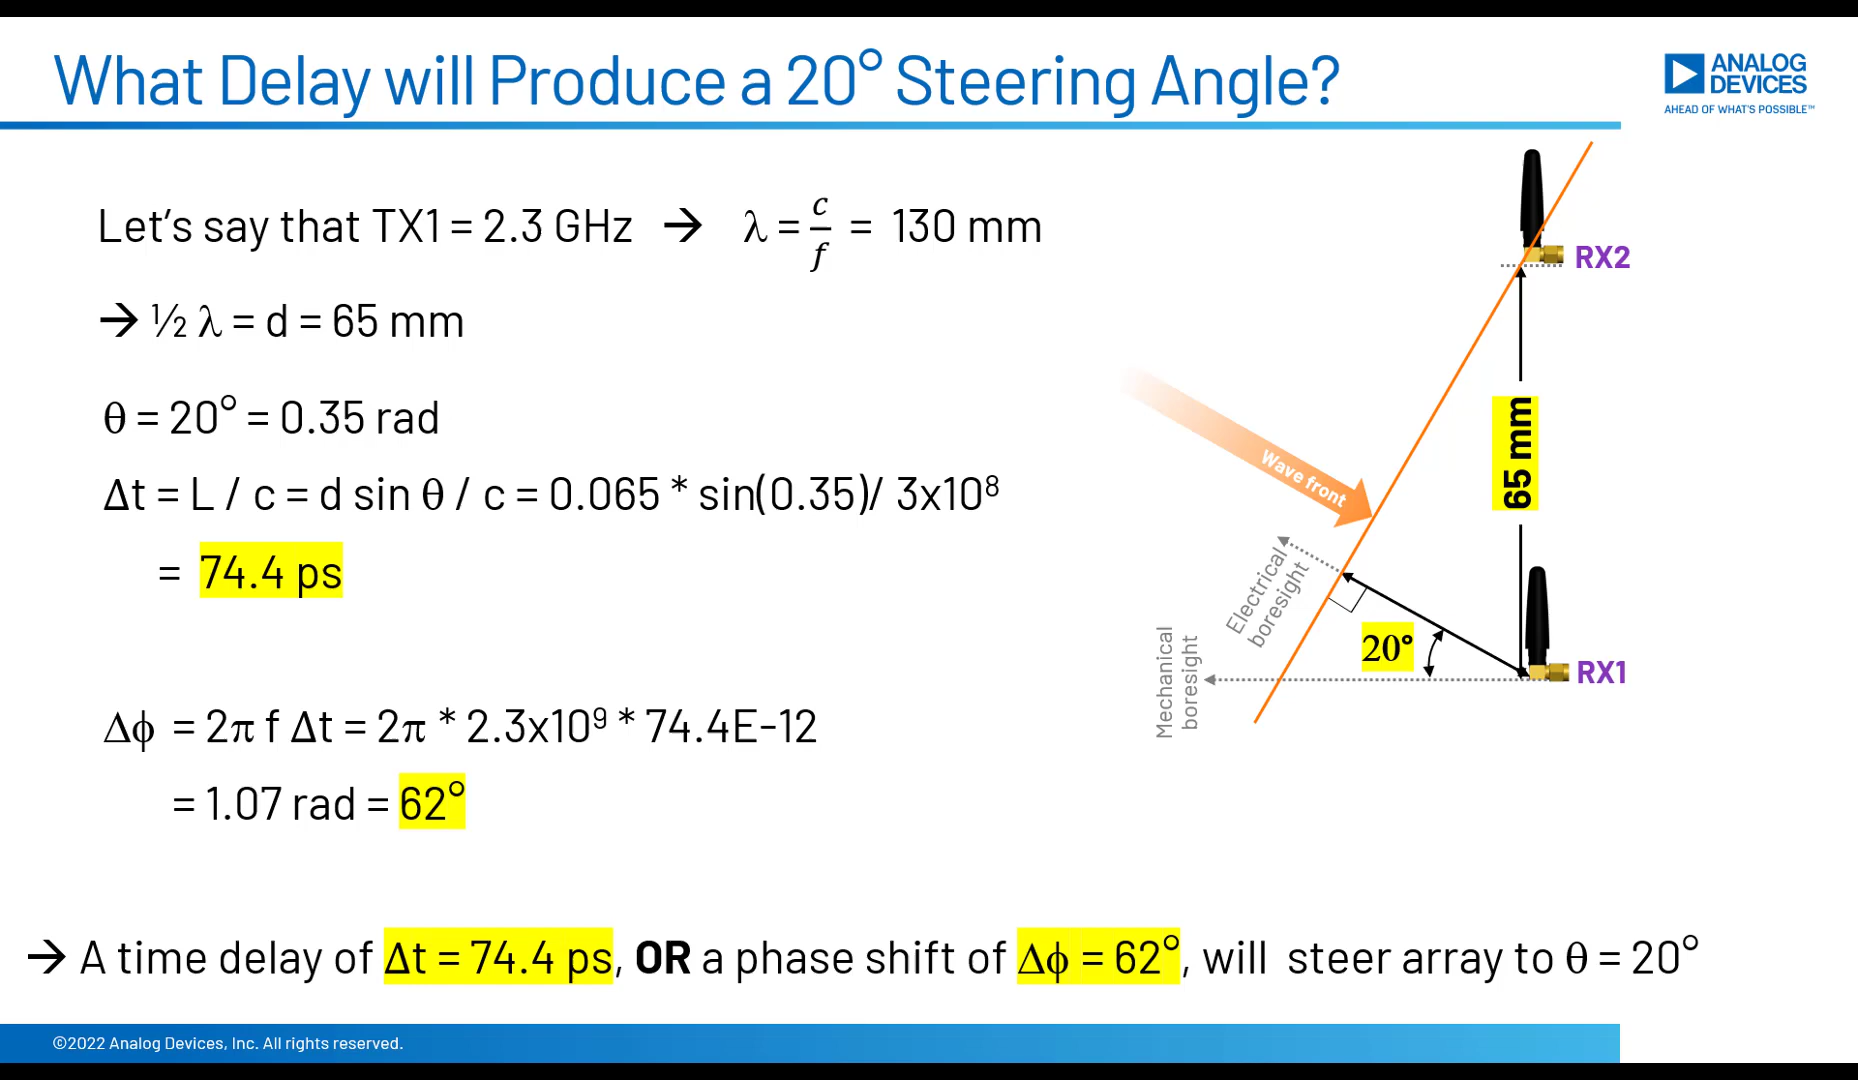 What Delay will Produce a 20° Steering Angle?
ANALOG
DEVICES
AHEAD OF WHAT'S POSSIBLE™
Let's say that TX1 = 2.3 GHz → λ = c/f = 130 mm
→ ½ λ = d = 65 mm
θ = 20° = 0.35 rad
Δt = L / c = d sin θ / c = 0.065 * sin(0.35)/ 3x10⁸
= 74.4 ps
Δϕ = 2π f Δt = 2π * 2.3x10⁹ * 74.4E-12
= 1.07 rad = 62°
RX2
65 mm
Wave front
Electrical
boresight
20°
Mechanical
boresight
RX1
→ A time delay of Δt = 74.4 ps, OR a phase shift of Δϕ = 62°, will steer array to θ = 20°
©2022 Analog Devices, Inc. All rights reserved.